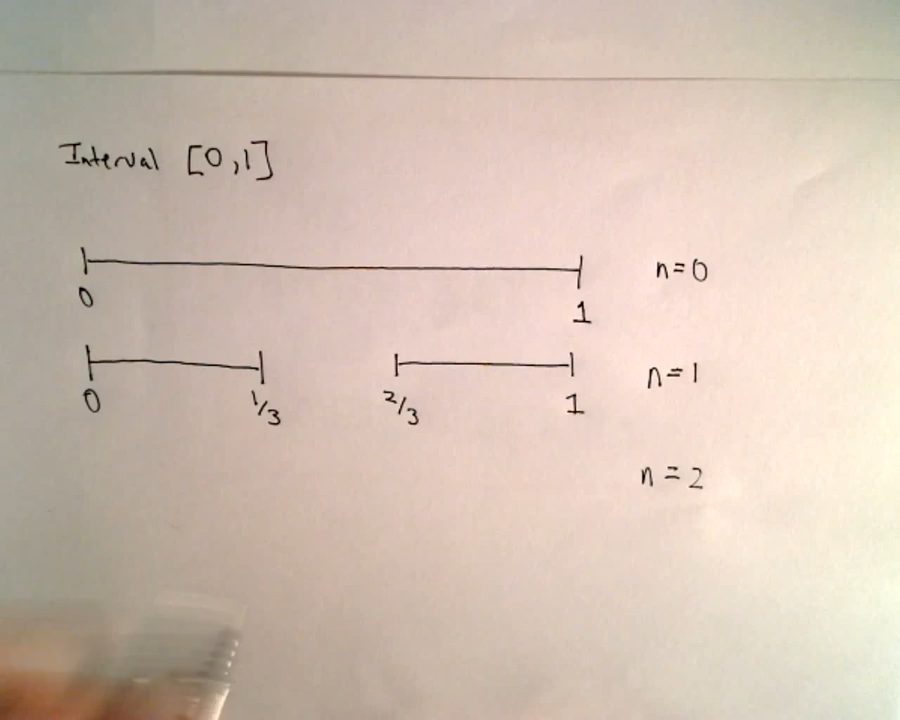 Interval [0,1]
n=0
0 1
n=1
0 1/3 2/3 1
n=2